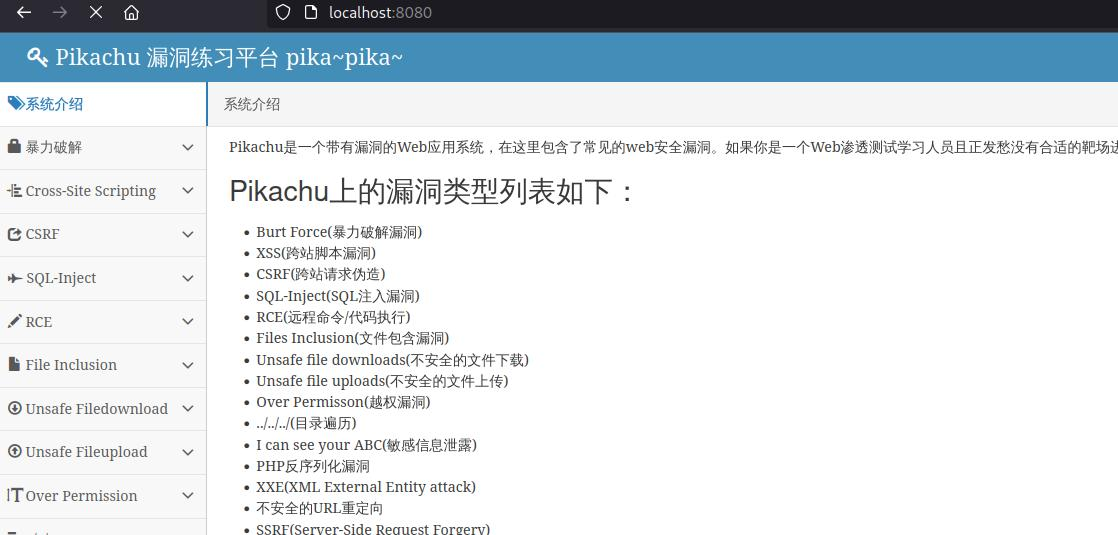 localhost:8080
Pikachu 漏洞练习平台 pika~pika~
系统介绍
暴力破解
Cross-Site Scripting
CSRF
SQL-Inject
RCE
File Inclusion
Unsafe Filedownload
Unsafe Fileupload
Over Permission
系统介绍
Pikachu是一个带有漏洞的Web应用系统，在这里包含了常见的web安全漏洞。如果你是一个Web渗透测试学习人员且正发愁没有合适的靶场进
Pikachu上的漏洞类型列表如下：
Burt Force(暴力破解漏洞)
XSS(跨站脚本漏洞)
CSRF(跨站请求伪造)
SQL-Inject(SQL注入漏洞)
RCE(远程命令/代码执行)
Files Inclusion(文件包含漏洞)
Unsafe file downloads(不安全的文件下载)
Unsafe file uploads(不安全的文件上传)
Over Permisson(越权漏洞)
../../../(目录遍历)
I can see your ABC(敏感信息泄露)
PHP反序列化漏洞
XXE(XML External Entity attack)
不安全的URL重定向
SSRF(Server-Side Request Forgery)